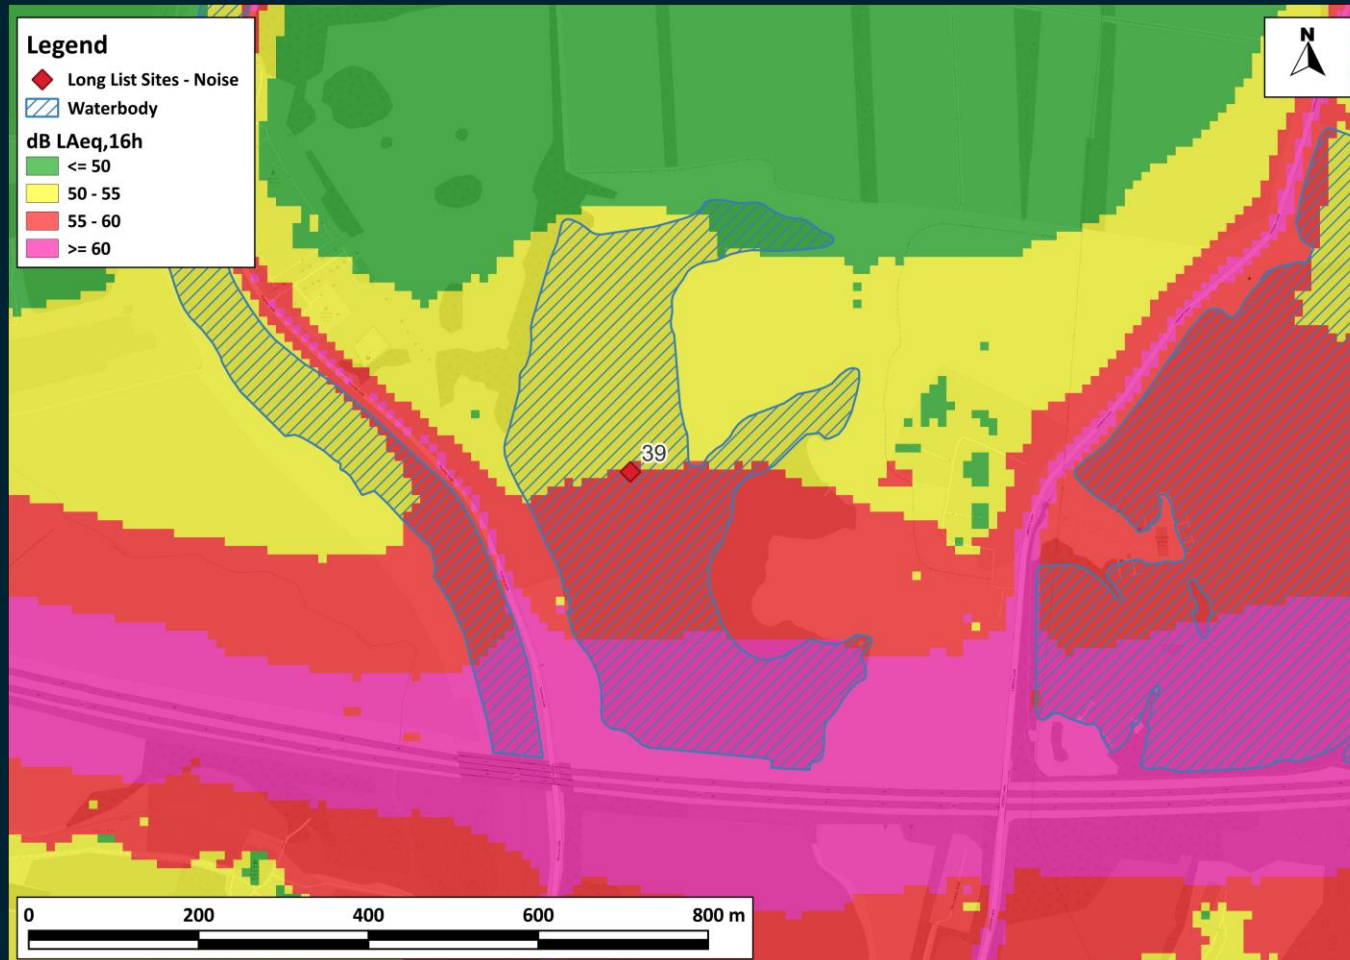 Legend
Long List Sites - Noise
Waterbody
dB LAeq,16h
<= 50
50 - 55
55 - 60
>= 60
N
39
0 200 400 600 800 m